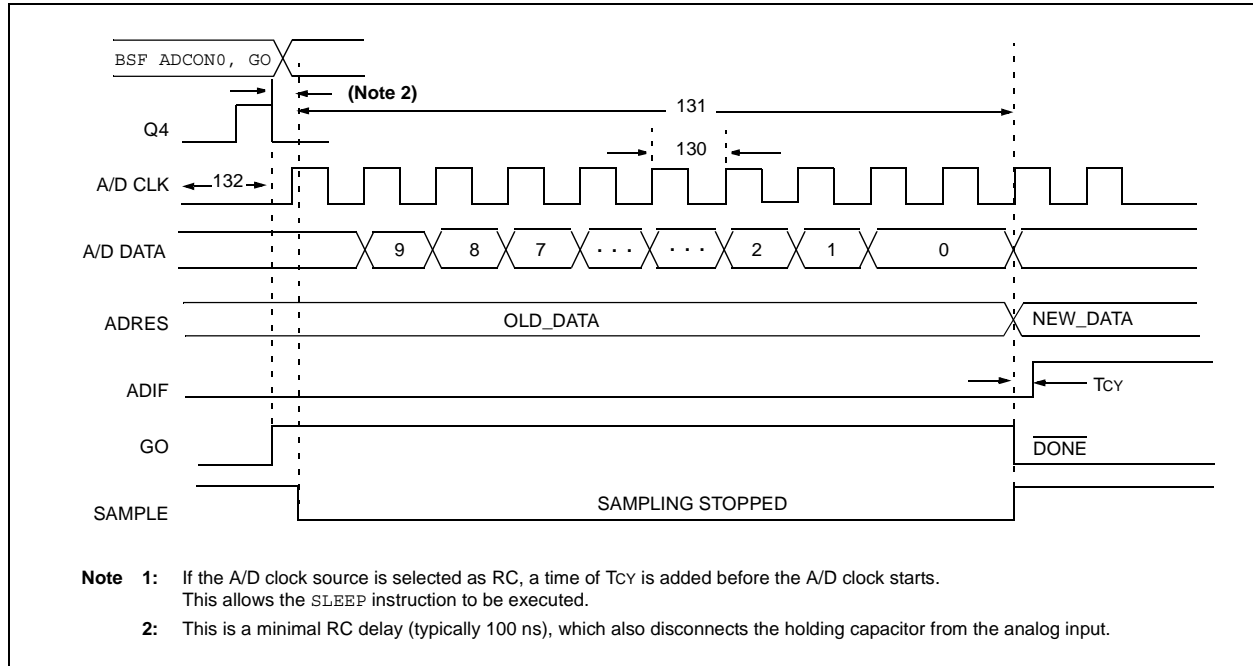 BSF ADCON0, GO
(Note 2)
131
Q4
130
A/D CLK
132
A/D DATA
9
8
7
. . .
. . .
2
1
0
ADRES
OLD_DATA
NEW_DATA
ADIF
TCY
GO
DONE
SAMPLE
SAMPLING STOPPED
Note 1: If the A/D clock source is selected as RC, a time of TCY is added before the A/D clock starts.
This allows the SLEEP instruction to be executed.
2: This is a minimal RC delay (typically 100 ns), which also disconnects the holding capacitor from the analog input.